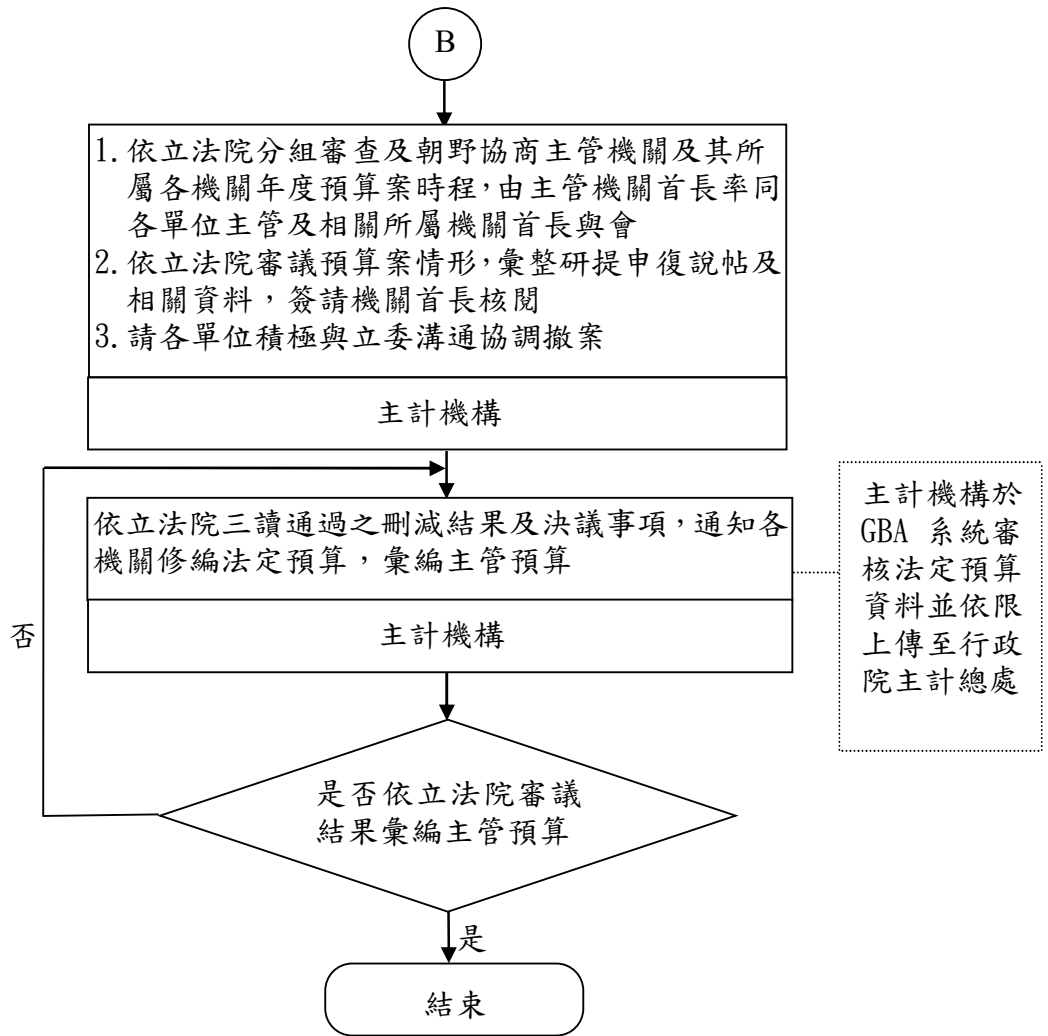 B
1. 依立法院分組審查及朝野協商主管機關及其所
屬各機關年度預算案時程，由主管機關首長率同
各單位主管及相關所屬機關首長與會
2. 依立法院審議預算案情形，彙整研提申復說帖及
相關資料，簽請機關首長核閱
3. 請各單位積極與立委溝通協調撤案
主計機構
依立法院三讀通過之刪減結果及決議事項，通知各
機關修編法定預算，彙編主管預算
主計機構
主計機構於
GBA 系統審
核法定預算
資料並依限
上傳至行政
院主計總處
否
是否依立法院審議
結果彙編主管預算
是
結束